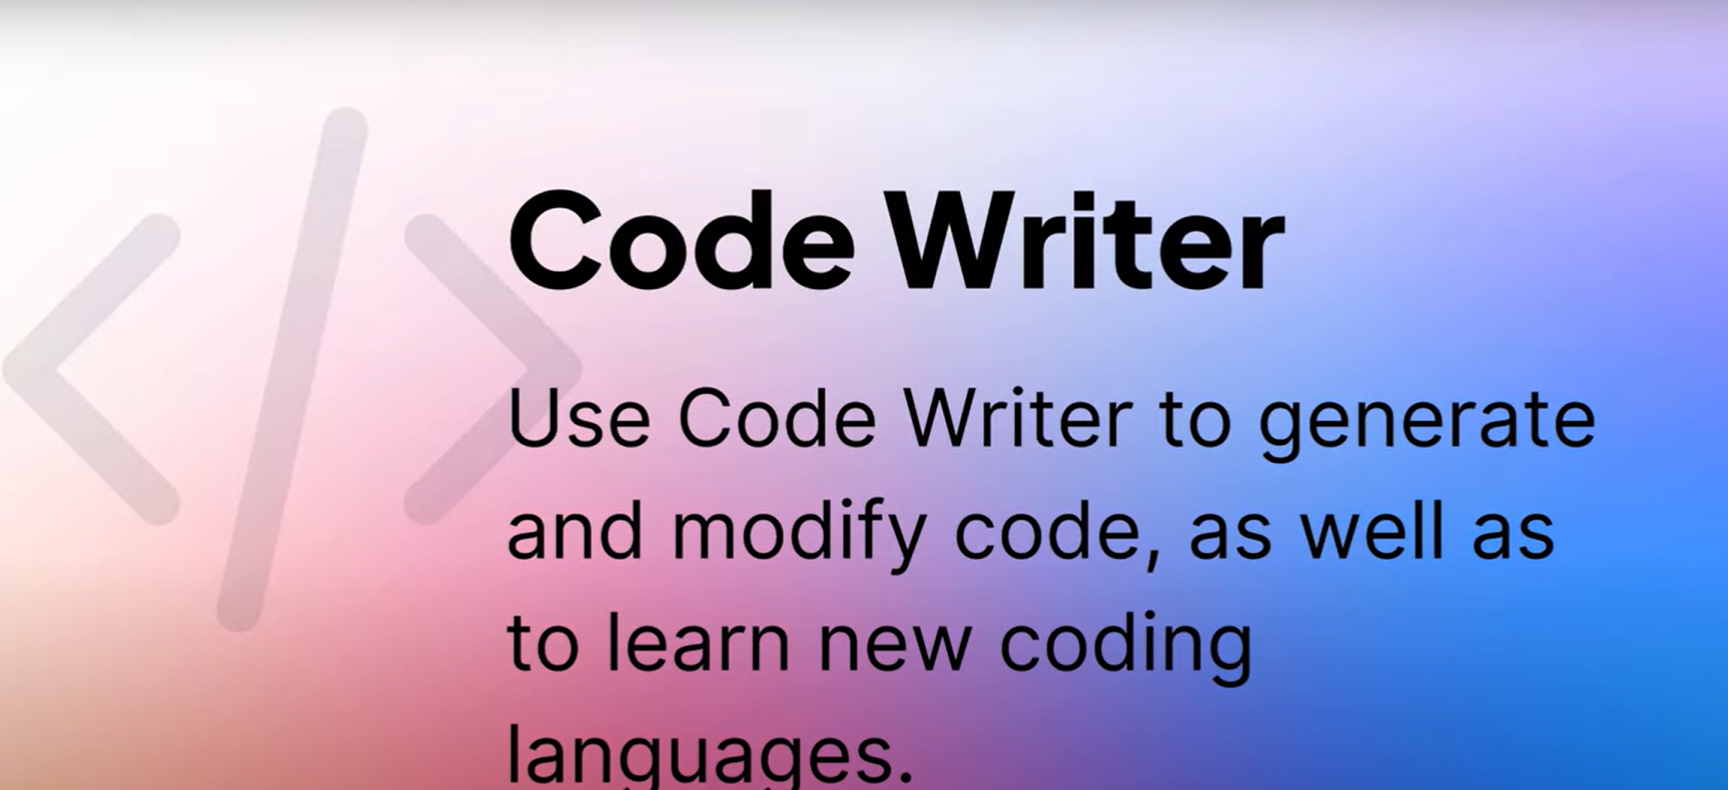 Code Writer
Use Code Writer to generate
and modify code, as well as
to learn new coding
languages.